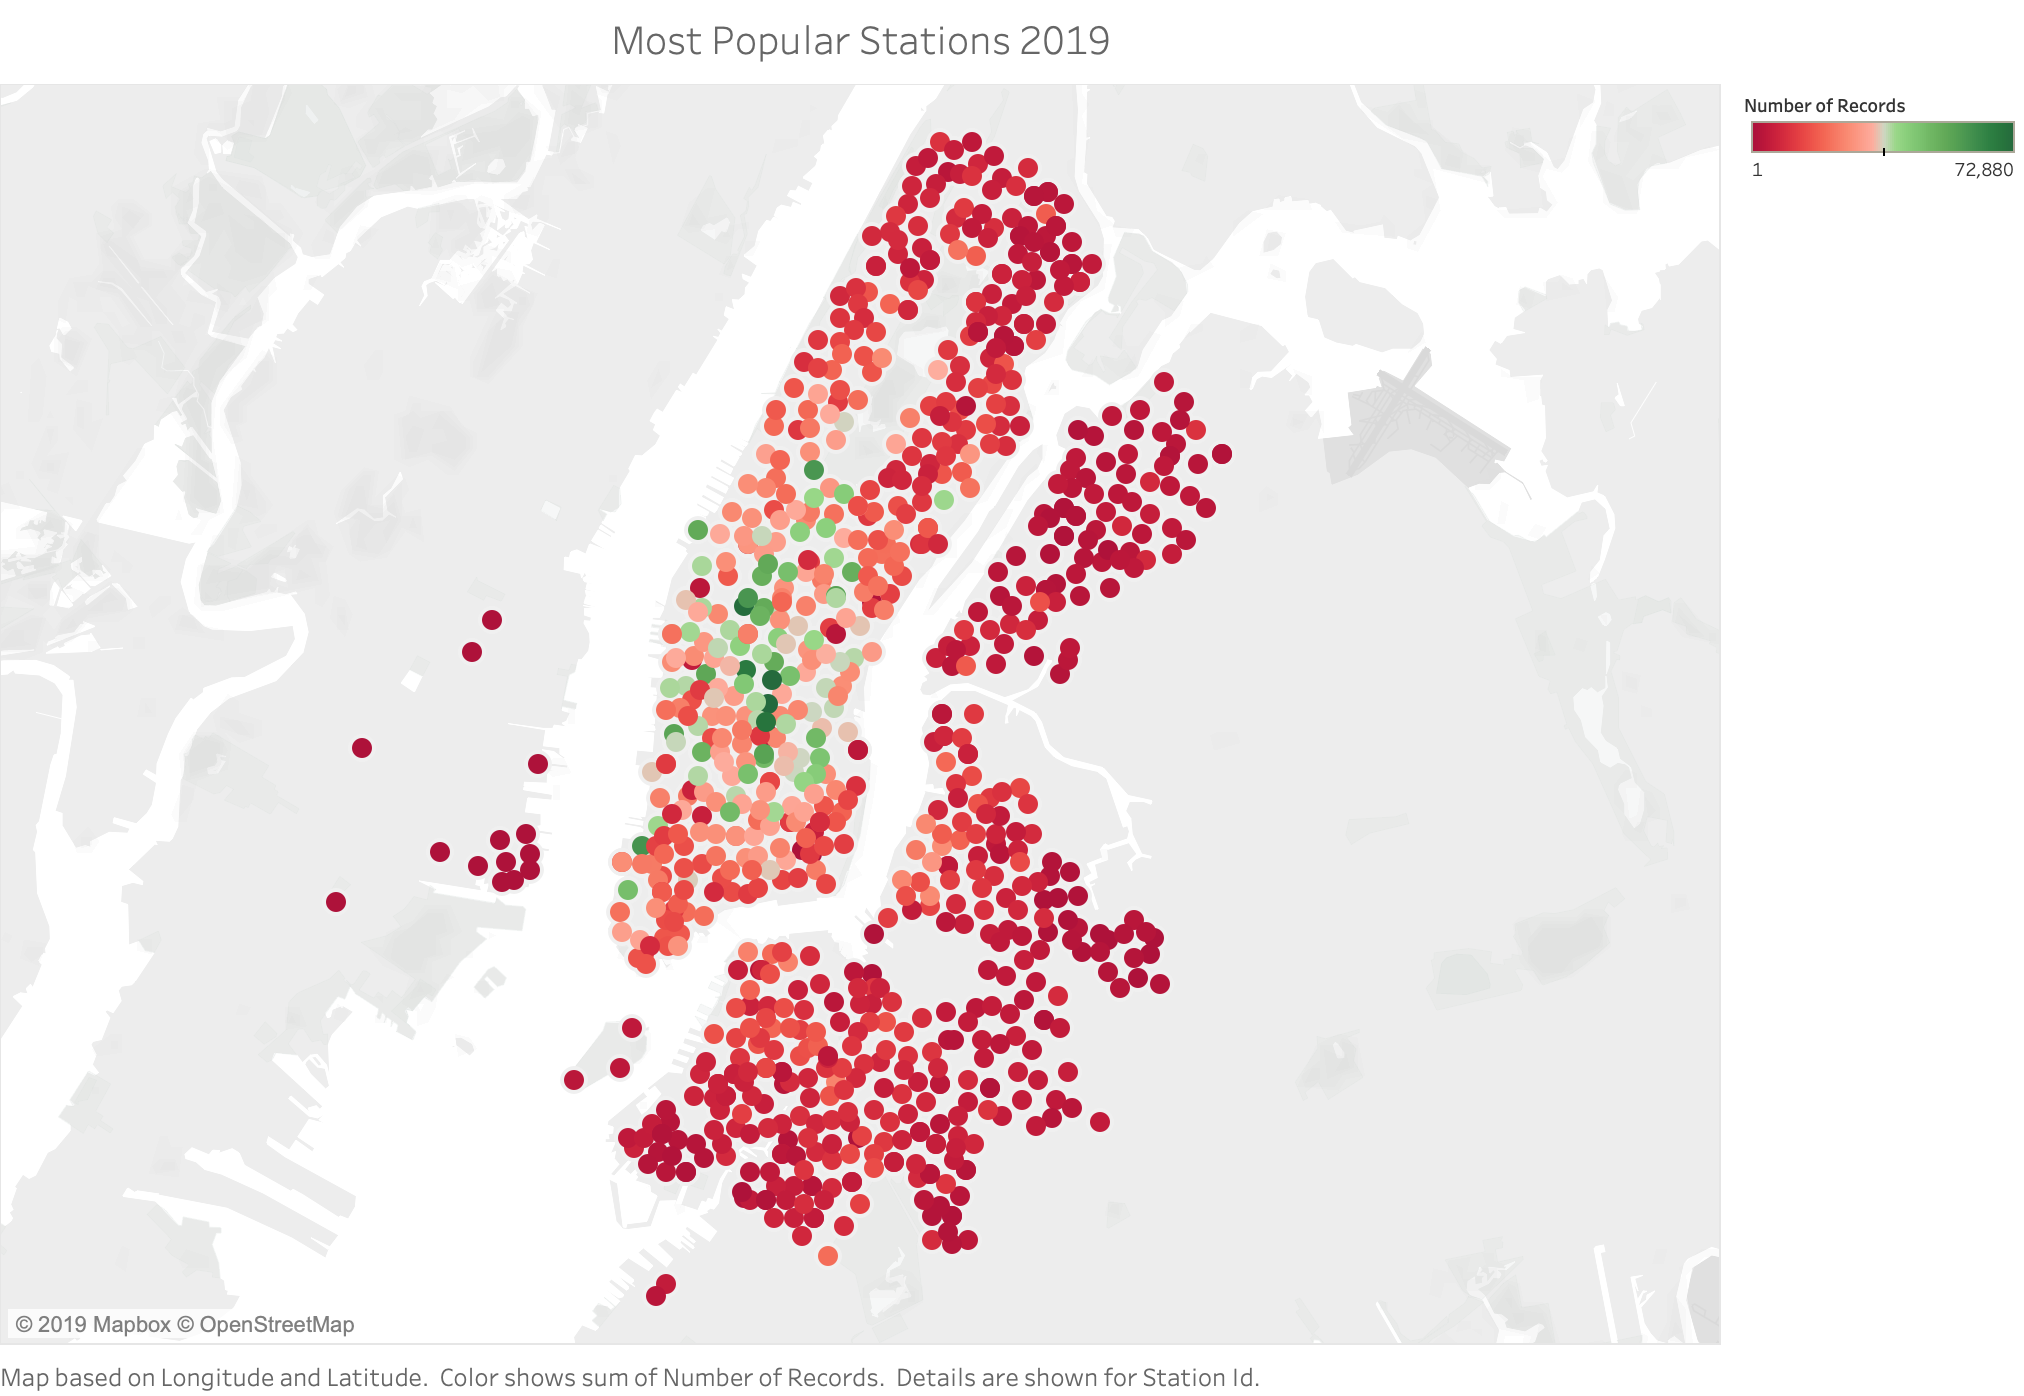 Most Popular Stations 2019
Number of Records
1 72,880
© 2019 Mapbox © OpenStreetMap
Map based on Longitude and Latitude. Color shows sum of Number of Records. Details are shown for Station Id.